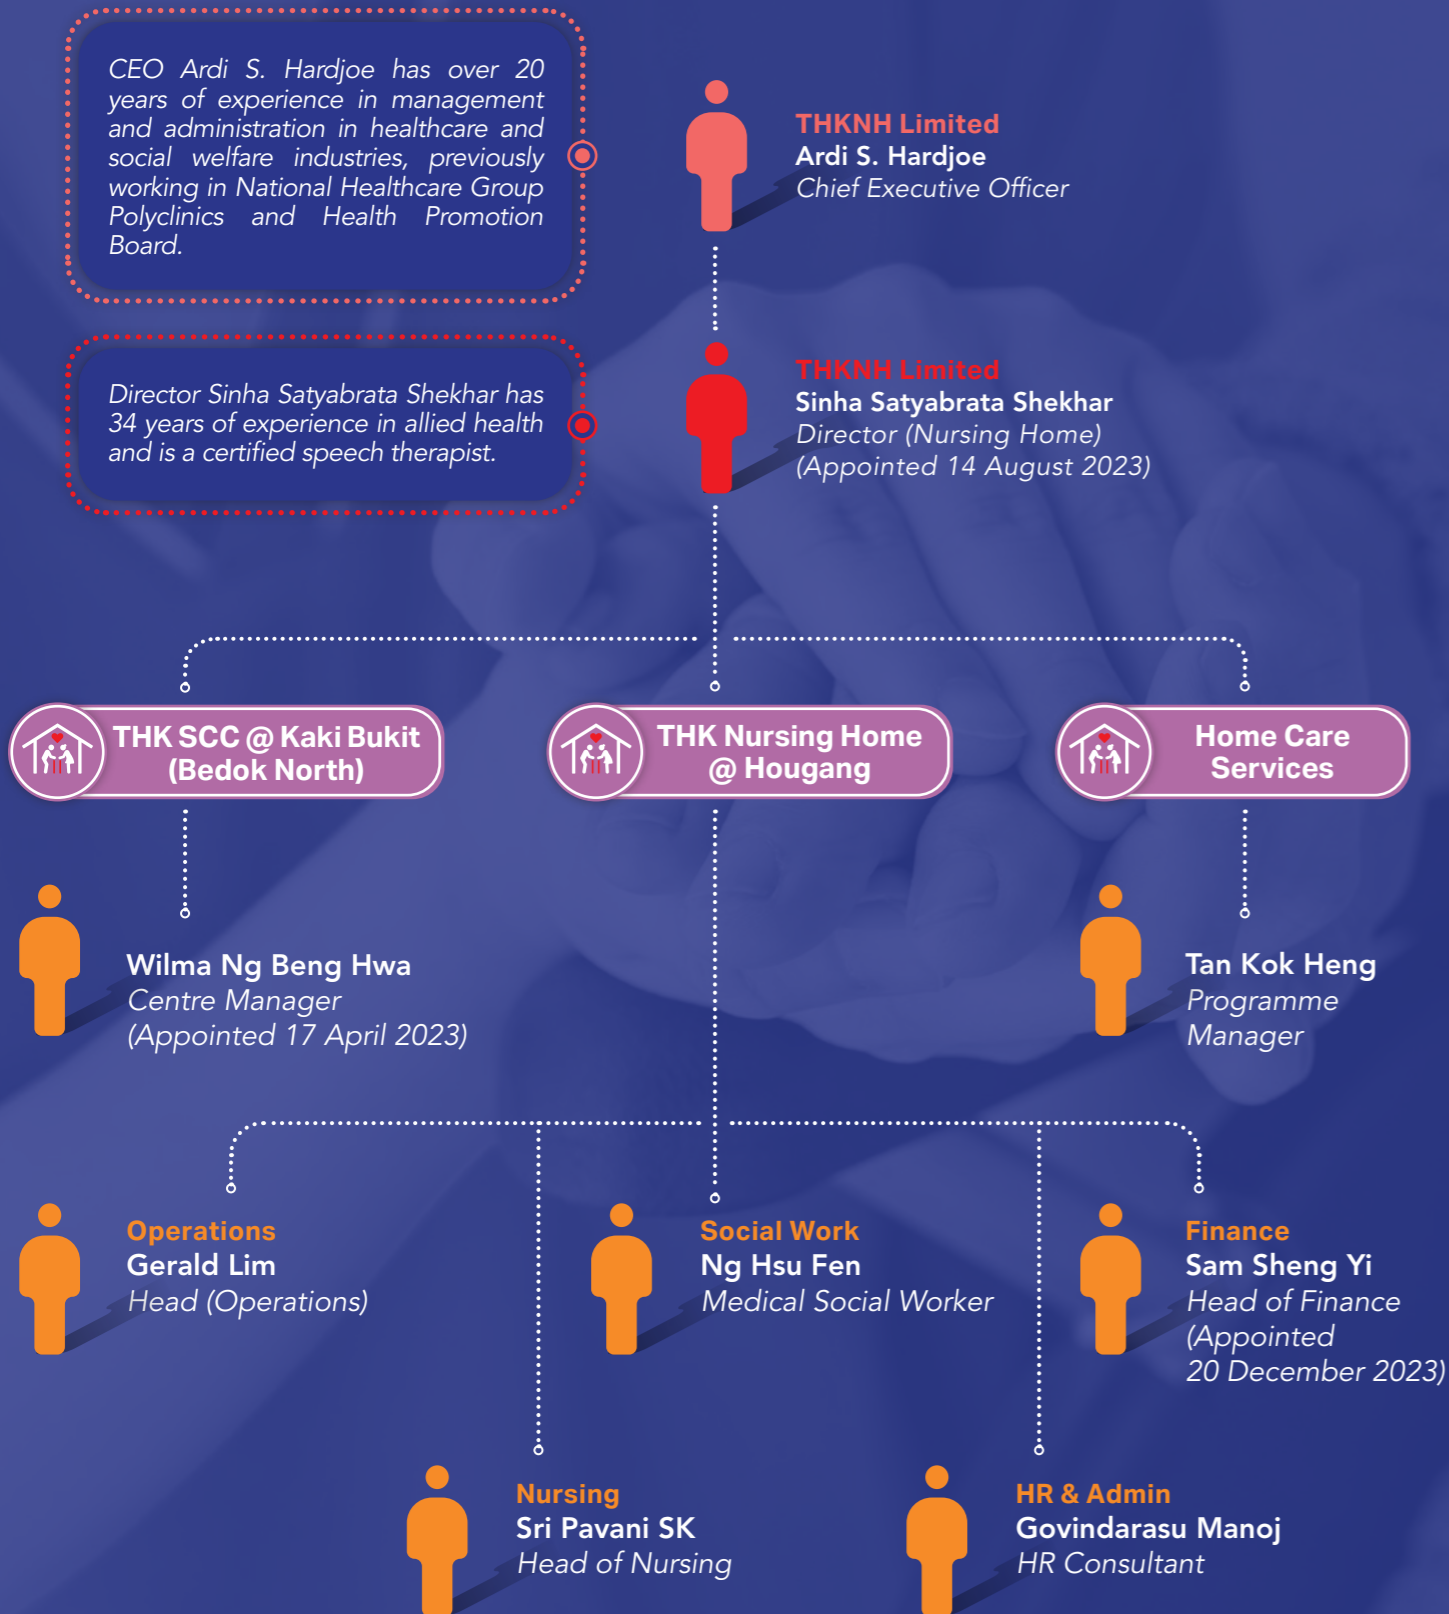 CEO Ardi S. Hardjoe has over 20
years of experience in management
and administration in healthcare and
social welfare industries, previously
working in National Healthcare Group
Polyclinics and Health Promotion
Board.
THKNH Limited
Ardi S. Hardjoe
Chief Executive Officer
Director Sinha Satyabrata Shekhar has
34 years of experience in allied health
and is a certified speech therapist.
THKNH Limited
Sinha Satyabrata Shekhar
Director (Nursing Home)
(Appointed 14 August 2023)
THK SCC @ Kaki Bukit
(Bedok North)
THK Nursing Home
@ Hougang
Home Care
Services
Wilma Ng Beng Hwa
Centre Manager
(Appointed 17 April 2023)
Tan Kok Heng
Programme
Manager
Operations
Gerald Lim
Head (Operations)
Social Work
Ng Hsu Fen
Medical Social Worker
Finance
Sam Sheng Yi
Head of Finance
(Appointed
20 December 2023)
Nursing
Sri Pavani SK
Head of Nursing
HR & Admin
Govindarasu Manoj
HR Consultant